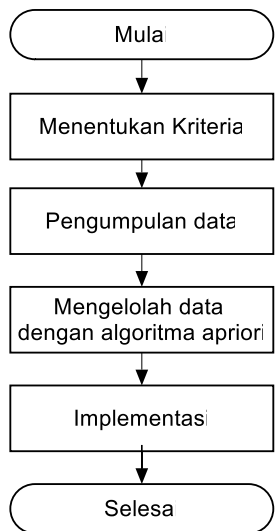 Mulai
Menentukan Kriteria
Pengumpulan data
Mengelolah data
dengan algoritma apriori
Implementasi
Selesai